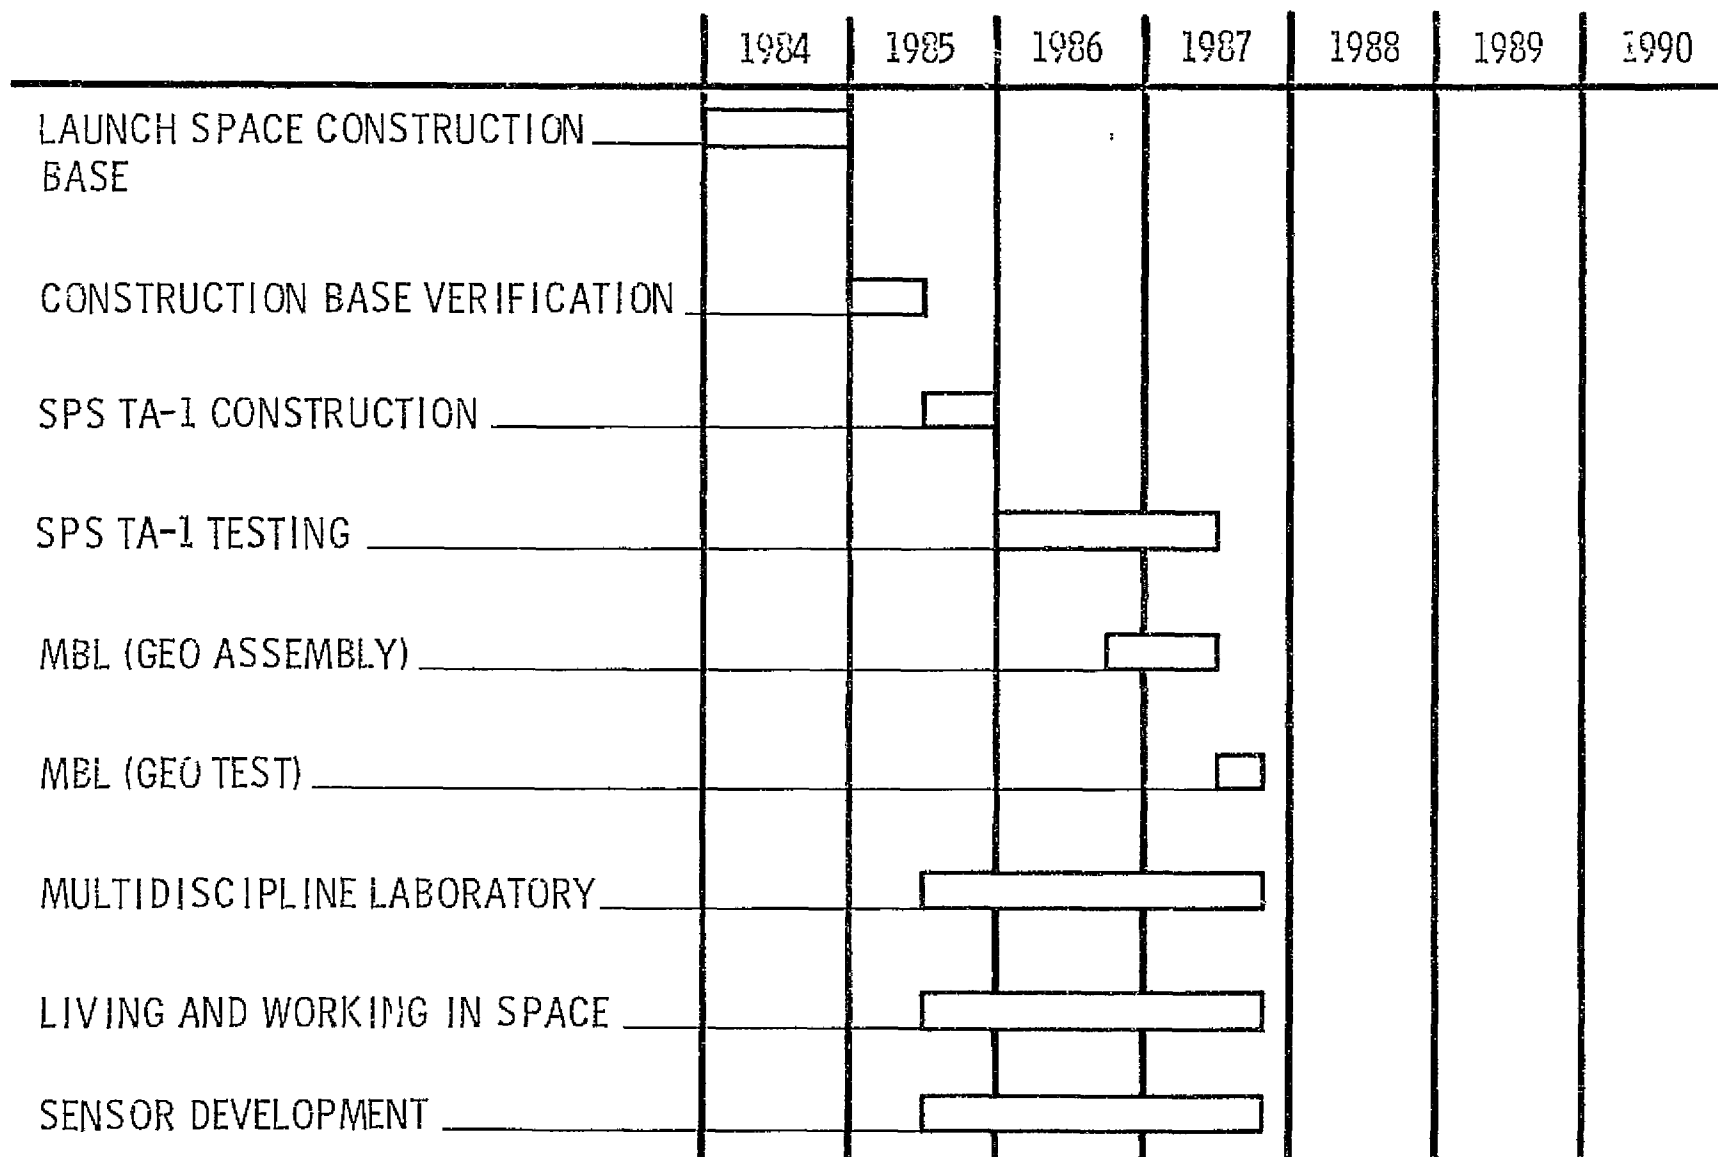 1984 1985 1986 1987 1988 1989 1990
LAUNCH SPACE CONSTRUCTION
BASE
CONSTRUCTION BASE VERIFICATION
SPS TA-1 CONSTRUCTION
SPS TA-1 TESTING
MBL (GEO ASSEMBLY)
MBL (GEO TEST)
MULTIDISCIPLINE LABORATORY
LIVING AND WORKING IN SPACE
SENSOR DEVELOPMENT